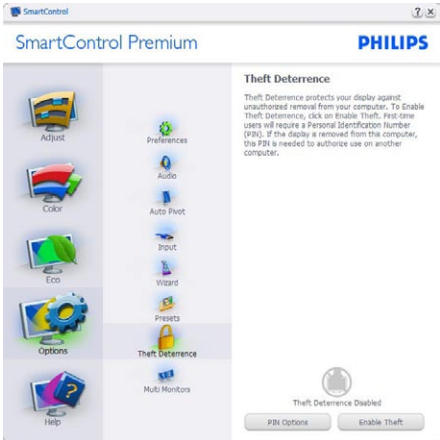 SmartControl
SmartControl Premium
PHILIPS
Adjust
Color
Eco
Options
Help
Preferences
Audio
Auto Pivot
Input
Wizard
Presets
Theft Deterrence
Multi Monitors
Theft Deterrence
Theft Deterrence protects your display against
unauthorized removal from your computer. To Enable
Theft Deterrence, click on Enable Theft. First-time
users will require a Personal Identification Number
(PIN). If the display is removed from this computer,
this PIN is needed to authorize use on another
computer.
Theft Deterrence Disabled
PIN Options
Enable Theft